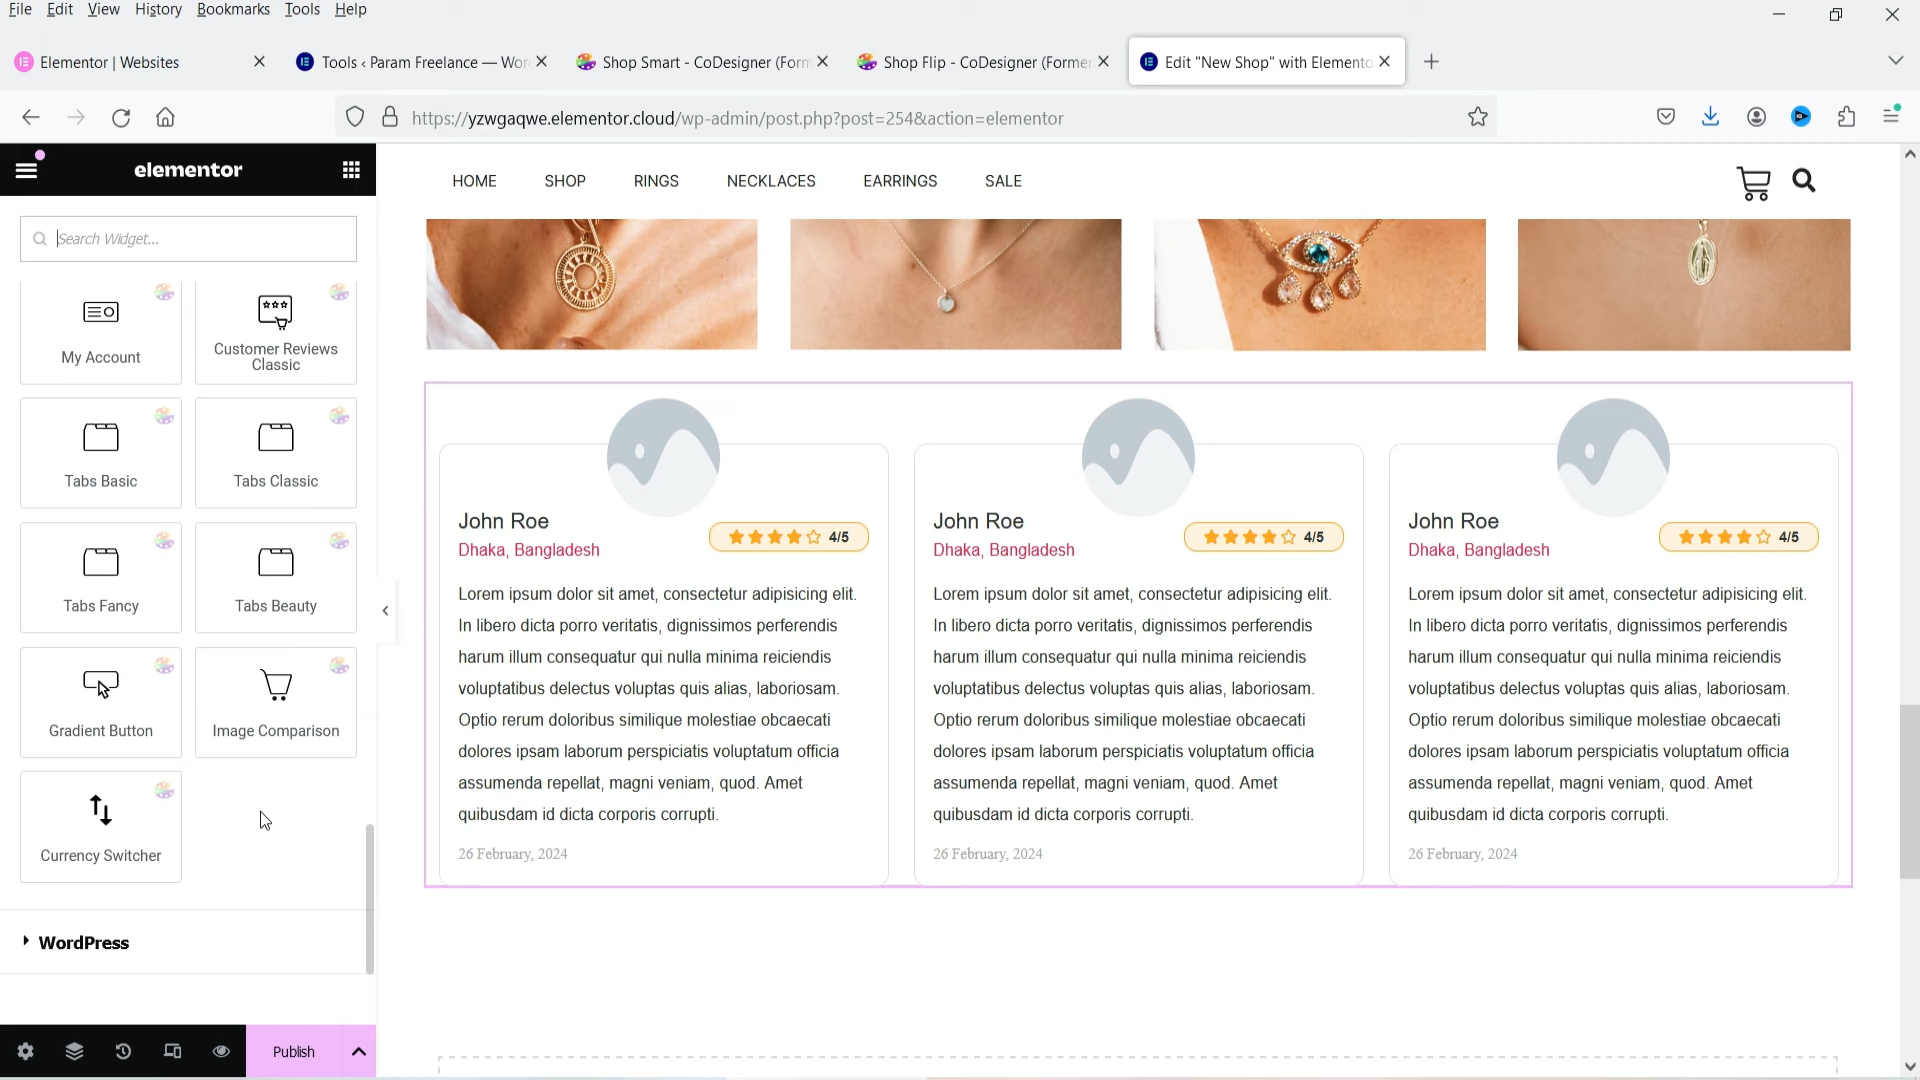 File Edit View History Bookmarks Tools Help
Elementor | Websites
Tools ‹ Param Freelance — Wor
Shop Smart - CoDesigner (Form
Shop Flip - CoDesigner (Former
Edit "New Shop" with Elemento
https://yzwgaqwe.elementor.cloud/wp-admin/post.php?post=254&action=elementor
elementor
HOME SHOP RINGS NECKLACES EARRINGS SALE
Search Widget...
My Account
Customer Reviews
Classic
Tabs Basic
Tabs Classic
Tabs Fancy
Tabs Beauty
Gradient Button
Image Comparison
Currency Switcher
WordPress
Publish
John Roe
Dhaka, Bangladesh
4/5
Lorem ipsum dolor sit amet, consectetur adipisicing elit.
In libero dicta porro veritatis, dignissimos perferendis
harum illum consequatur qui nulla minima reiciendis
voluptatibus delectus voluptas quis alias, laboriosam.
Optio rerum doloribus similique molestiae obcaecati
dolores ipsam laborum perspiciatis voluptatum officia
assumenda repellat, magni veniam, quod. Amet
quibusdam id dicta corporis corrupti.
26 February, 2024
John Roe
Dhaka, Bangladesh
4/5
Lorem ipsum dolor sit amet, consectetur adipisicing elit.
In libero dicta porro veritatis, dignissimos perferendis
harum illum consequatur qui nulla minima reiciendis
voluptatibus delectus voluptas quis alias, laboriosam.
Optio rerum doloribus similique molestiae obcaecati
dolores ipsam laborum perspiciatis voluptatum officia
assumenda repellat, magni veniam, quod. Amet
quibusdam id dicta corporis corrupti.
26 February, 2024
John Roe
Dhaka, Bangladesh
4/5
Lorem ipsum dolor sit amet, consectetur adipisicing elit.
In libero dicta porro veritatis, dignissimos perferendis
harum illum consequatur qui nulla minima reiciendis
voluptatibus delectus voluptas quis alias, laboriosam.
Optio rerum doloribus similique molestiae obcaecati
dolores ipsam laborum perspiciatis voluptatum officia
assumenda repellat, magni veniam, quod. Amet
quibusdam id dicta corporis corrupti.
26 February, 2024